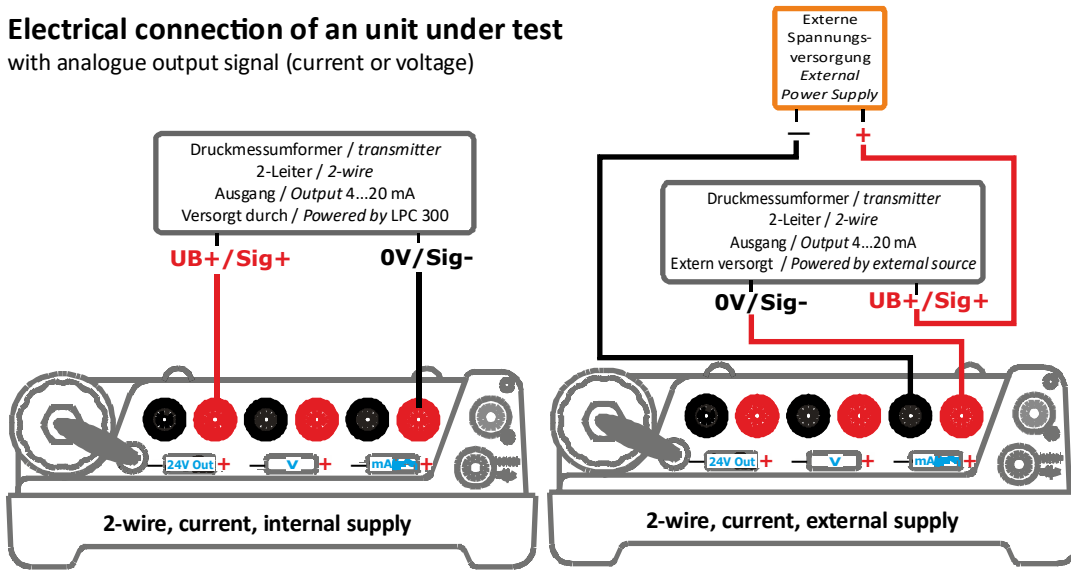 Electrical connection of an unit under test
with analogue output signal (current or voltage)
Druckmessumformer / transmitter
2-Leiter / 2-wire
Ausgang / Output 4...20 mA
Versorgt durch / Powered by LPC 300
UB+/Sig+
0V/Sig-
— 24V Out +
— V +
— mA +
2-wire, current, internal supply
Externe
Spannungs-
versorgung
External
Power Supply
— +
Druckmessumformer / transmitter
2-Leiter / 2-wire
Ausgang / Output 4...20 mA
Extern versorgt / Powered by external source
0V/Sig-
UB+/Sig+
— 24V Out +
— V +
— mA +
2-wire, current, external supply